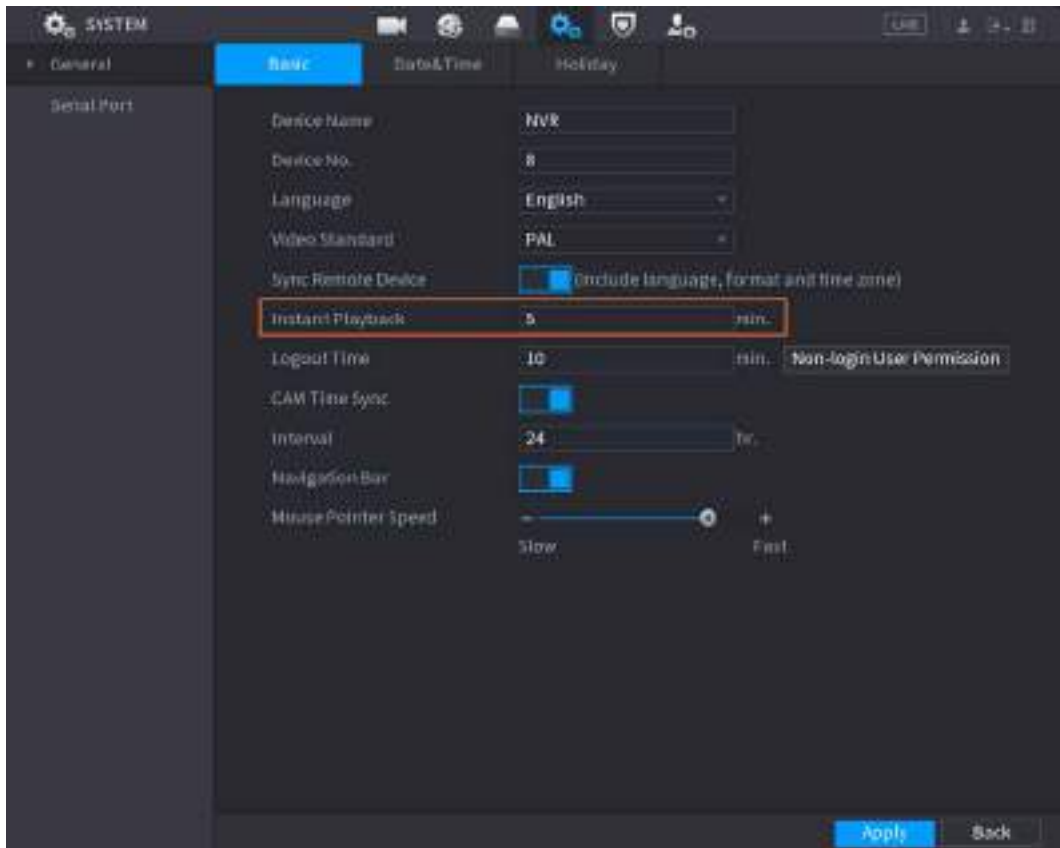 SYSTEM LIVE
General Basic Date&Time Holiday
Serial Port
Device Name NVR
Device No. 8
Language English
Video Standard PAL
Sync Remote Device (Include language, format and time zone)
Instant Playback 5 min.
Logout Time 10 min. Non-login User Permission
CAM Time Sync
Interval 24 hr.
Navigation Bar
Mouse Pointer Speed - +
Slow Fast
Apply Back